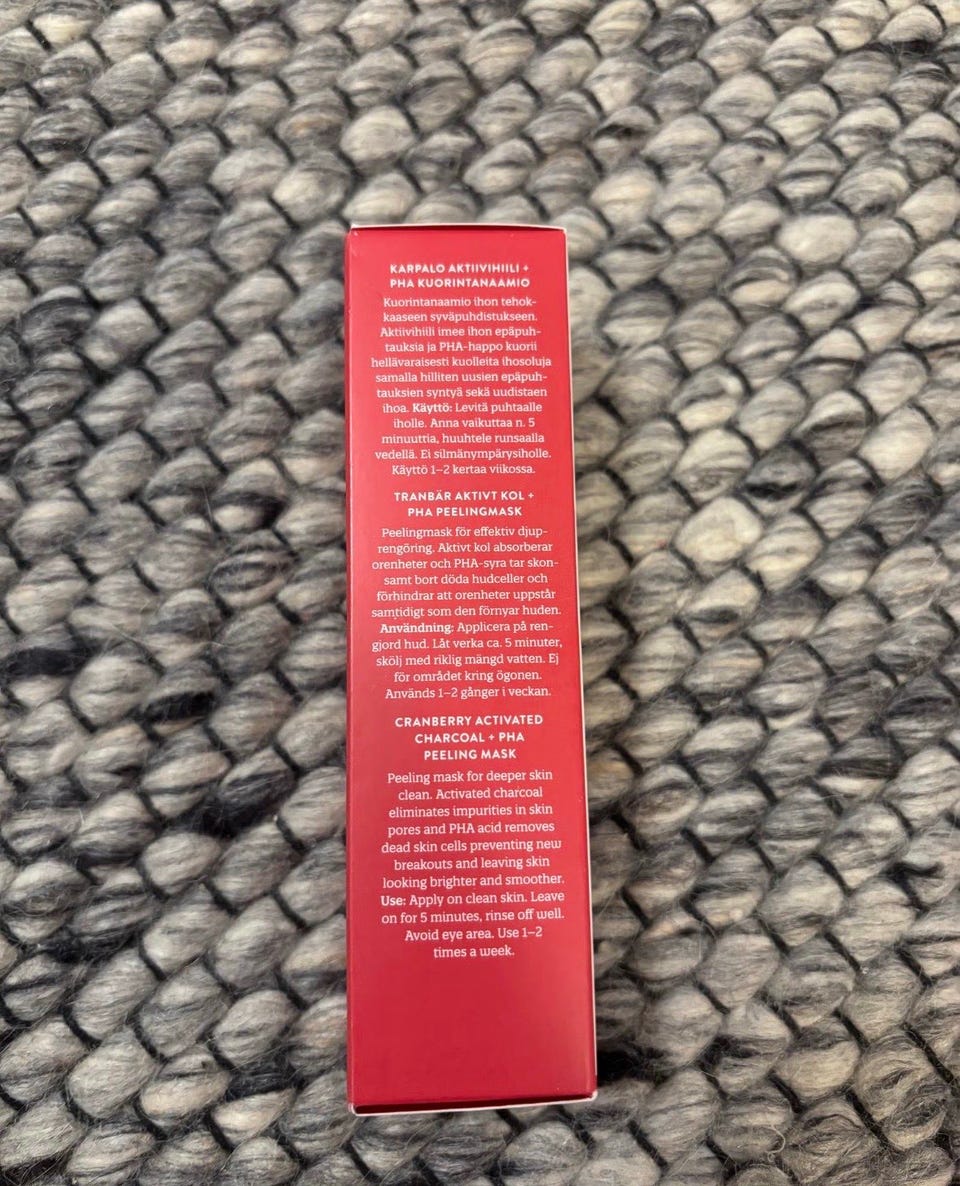 KARPALO AKTIIVIHIILI +
PHA KUORINTANAAMIO
Kuorintanaamio ihon tehok-
kaaseen syväpuhdistukseen.
Aktiivihiili imee ihon epäpuh-
tauksia ja PHA-happo kuorii
hellävaraisesti kuolleita ihosoluja
samalla hilliten uusien epäpuh-
tauksien syntyä sekä uudistaen
ihoa. Käyttö: Levitä puhtaalle
iholle. Anna vaikuttaa n. 5
minuuttia, huuhtele runsaalla
vedellä. Ei silmänympärysiholle.
Käyttö 1–2 kertaa viikossa.
TRANBÄR AKTIVT KOL +
PHA PEELINGMASK
Peelingmask för effektiv djup-
rengöring. Aktivt kol absorberar
orenheter och PHA-syra tar skon-
samt bort döda hudceller och
förhindrar att orenheter uppstår
samtidigt som den förnyar huden.
Användning: Applicera på ren-
gjord hud. Låt verka ca. 5 minuter,
skölj med riklig mängd vatten. Ej
för området kring ögonen.
Används 1–2 gånger i veckan.
CRANBERRY ACTIVATED
CHARCOAL + PHA
PEELING MASK
Peeling mask for deeper skin
clean. Activated charcoal
eliminates impurities in skin
pores and PHA acid removes
dead skin cells preventing new
breakouts and leaving skin
looking brighter and smoother.
Use: Apply on clean skin. Leave
on for 5 minutes, rinse off well.
Avoid eye area. Use 1–2
times a week.